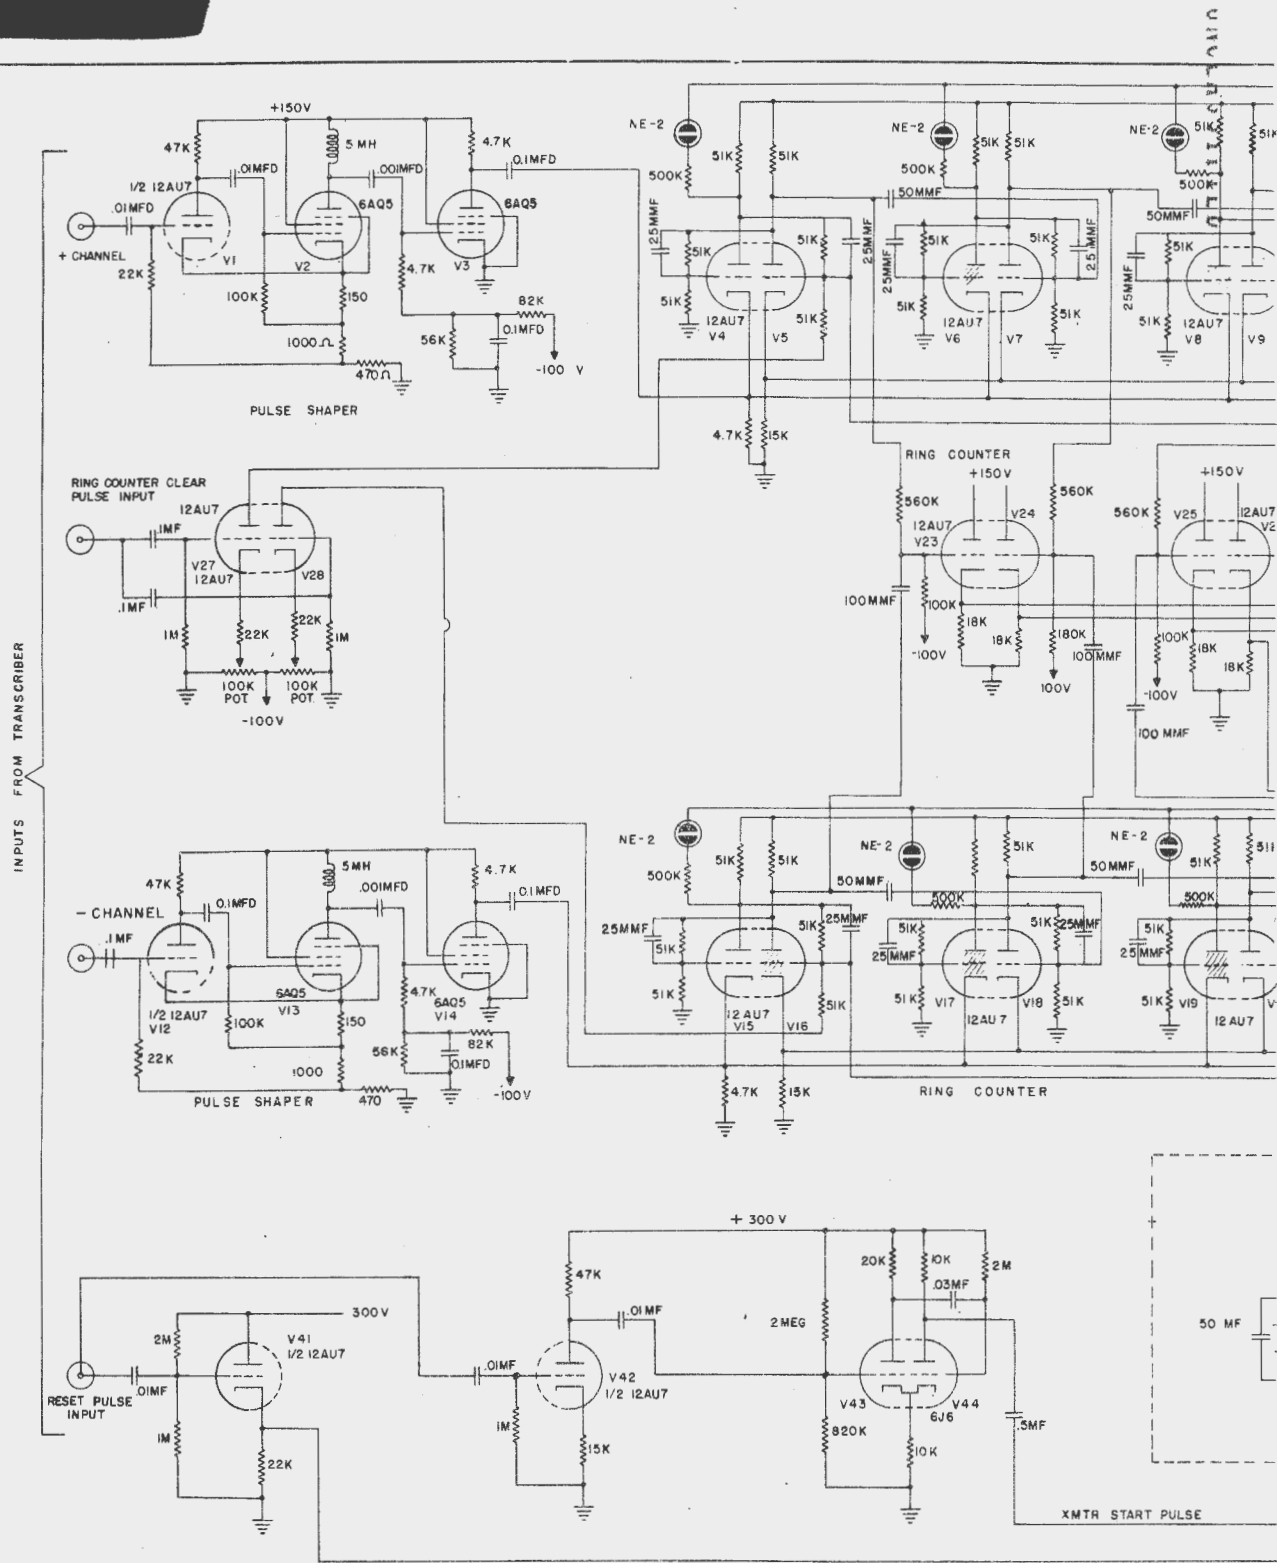 +150V
47K
5 MH
4.7K
.01MFD
.001MFD
0.1MFD
1/2 12AU7
6AQ5
6AQ5
.01MFD
+ CHANNEL
V1
V2
V3
22K
100K
150
4.7K
82K
0.1MFD
56K
1000Ω
470Ω
-100 V
PULSE SHAPER
NE-2
51K
51K
500K
25MMF
51K
51K
51K
51K
25MMF
12AU7
V4
V5
4.7K
15K
NE-2
51K
51K
500K
50MMF
25MMF
51K
51K
51K
51K
25MMF
12AU7
V6
V7
NE-2
51K
51K
500K
50MMF
25MMF
51K
51K
12AU7
V8
V9
RING COUNTER
RING COUNTER CLEAR
PULSE INPUT
12AU7
.1MF
V27
12AU7
V28
.1MF
1M
22K
22K
1M
100K
POT.
100K
POT.
-100V
+150V
560K
560K
12AU7
V23
V24
100MMF
100K
18K
18K
180K
100MMF
-100V
100V
+150V
560K
V25
12AU7
100K
18K
18K
-100V
100 MMF
INPUTS FROM TRANSCRIBER
47K
5MH
4.7K
0.1MFD
.001MFD
0.1MFD
- CHANNEL
.1MF
1/2 12AU7
V12
6AQ5
V13
6AQ5
V14
22K
100K
150
4.7K
56K
82K
0.1MFD
1000
470
-100V
PULSE SHAPER
NE-2
51K
51K
500K
25MMF
51K
51K
51K
51K
25MMF
12AU7
V15
V16
4.7K
15K
NE-2
51K
50MMF
500K
25MMF
51K
51K
51K
51K
25MMF
V17
V18
12AU7
NE-2
51K
50MMF
500K
25MMF
51K
51K
V19
12AU7
RING COUNTER
+ 300 V
47K
.01MF
2MEG
20K
10K
2M
.03MF
300V
2M
V41
1/2 12AU7
.01MF
RESET PULSE
INPUT
1M
22K
.01MF
V42
1/2 12AU7
1M
15K
V43
V44
6J6
820K
10K
.5MF
50 MF
XMTR START PULSE